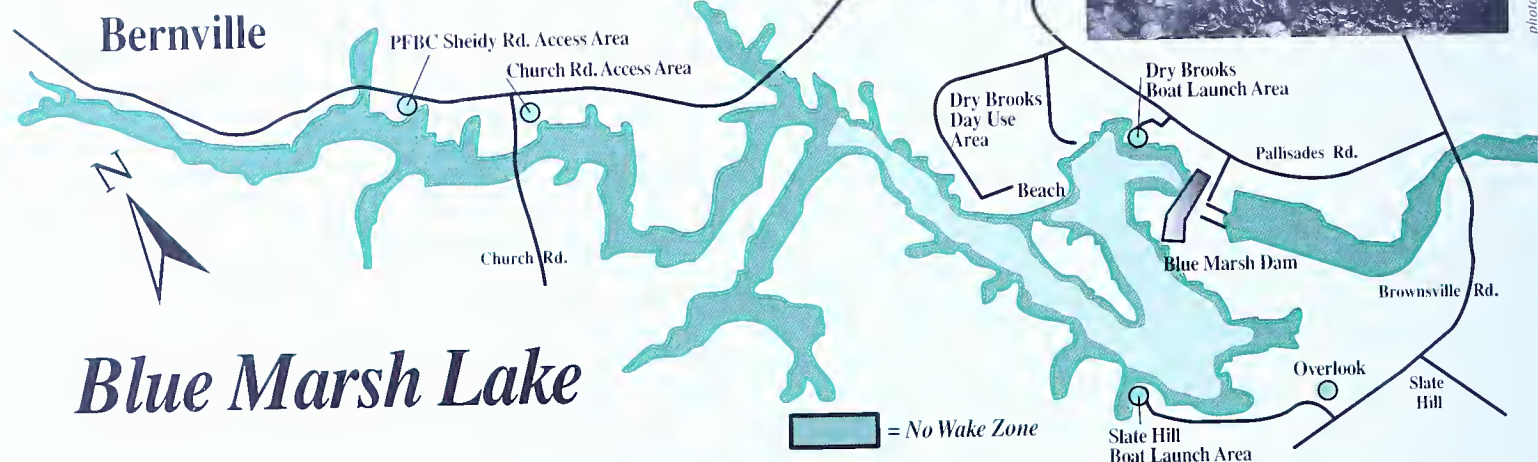 Bernville
PFBC Sheidy Rd. Access Area
Church Rd. Access Area
photo
Dry Brooks
Boat Launch Area
Dry Brooks
Day Use
Area
Pallisades Rd.
N
Beach
Church Rd.
Blue Marsh Dam
Brownsville Rd.
Blue Marsh Lake
Overlook
Slate
Hill
= No Wake Zone
Slate Hill
Boat Launch Area